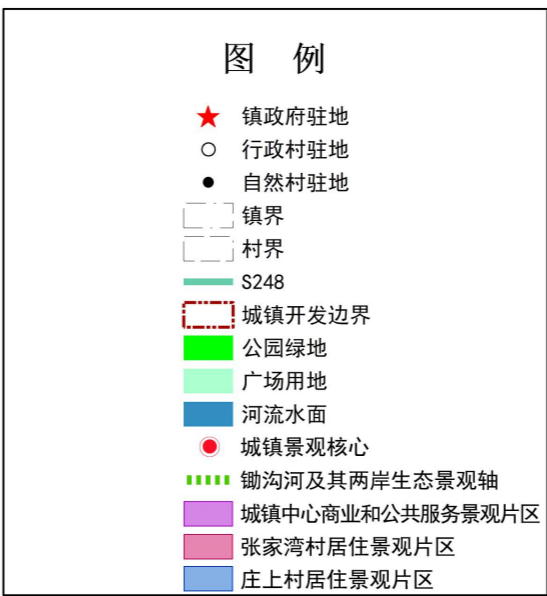 图 例
镇政府驻地
行政村驻地
自然村驻地
镇界
村界
S248
城镇开发边界
公园绿地
广场用地
河流水面
城镇景观核心
锄沟河及其两岸生态景观轴
城镇中心商业和公共服务景观片区
张家湾村居住景观片区
庄上村居住景观片区